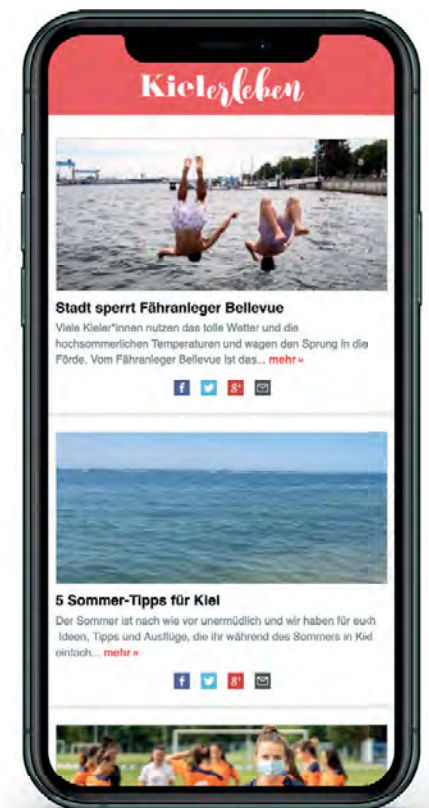 Kielerleben
Stadt sperrt Fähranleger Bellevue
Viele Kieler*innen nutzen das tolle Wetter und die
hochsommerlichen Temperaturen und wagen den Sprung in die
Förde. Vom Fähranleger Bellevue ist das... mehr »
f g+
5 Sommer-Tipps für Kiel
Der Sommer ist nach wie vor unermüdlich und wir haben für euch
Ideen, Tipps und Ausflüge, die ihr während des Sommers in Kiel
einfach... mehr »
f g+